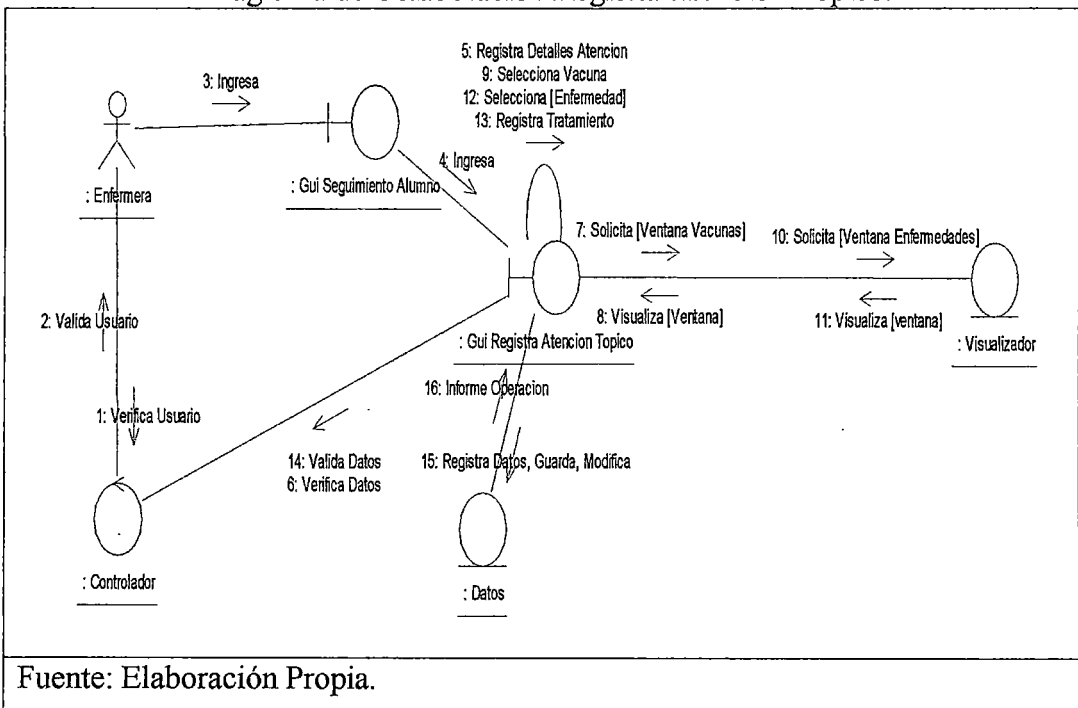 3: Ingresa
5: Registra Detalles Atencion
9: Selecciona Vacuna
12: Selecciona [Enfermedad]
13: Registra Tratamiento
4: Ingresa
: Enfermera
: Gui Seguimiento Alumno
7: Solicita [Ventana Vacunas]
10: Solicita [Ventana Enfermedades]
2: Valida Usuario
8: Visualiza [Ventana]
11: Visualiza [ventana]
: Gui Registra Atencion Topico
: Visualizador
16: Informe Operacion
1: Verifica Usuario
14: Valida Datos
6: Verifica Datos
15: Registra Datos, Guarda, Modifica
: Controlador
: Datos
Fuente: Elaboración Propia.